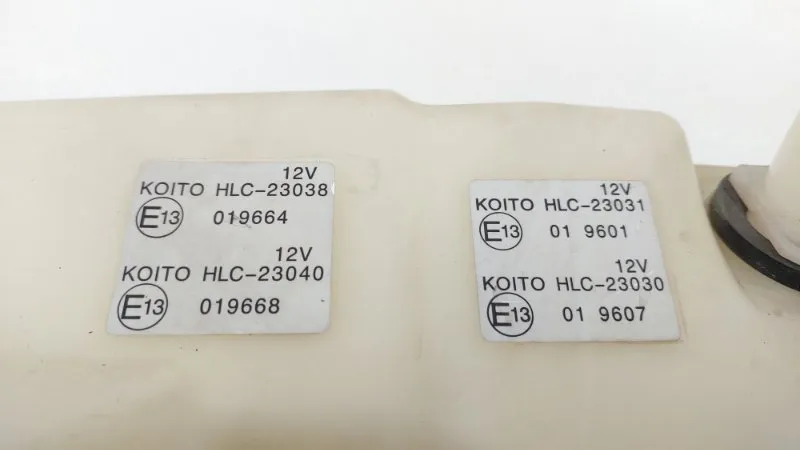 12V
KOITO HLC-23038
E13 019664
12V
KOITO HLC-23040
E13 019668
12V
KOITO HLC-23031
E13 01 9601
12V
KOITO HLC-23030
E13 01 9607